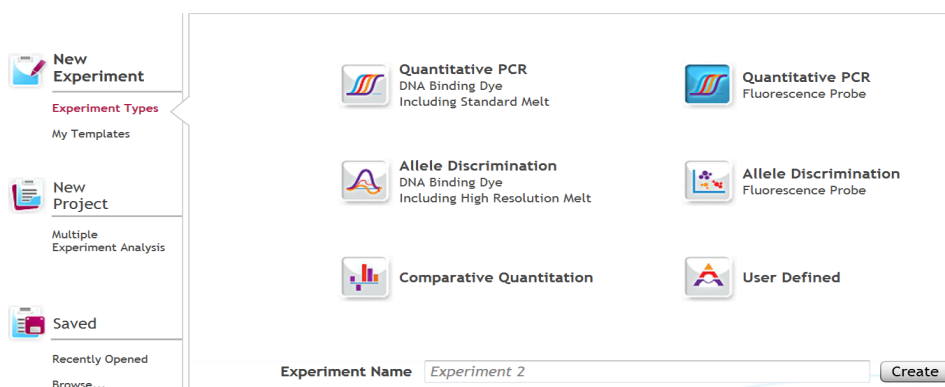 New
Experiment
Experiment Types
My Templates
New
Project
Multiple
Experiment Analysis
Saved
Recently Opened
Browse...
Quantitative PCR
DNA Binding Dye
Including Standard Melt
Quantitative PCR
Fluorescence Probe
Allele Discrimination
DNA Binding Dye
Including High Resolution Melt
Allele Discrimination
Fluorescence Probe
Comparative Quantitation
User Defined
Experiment Name Experiment 2 Create